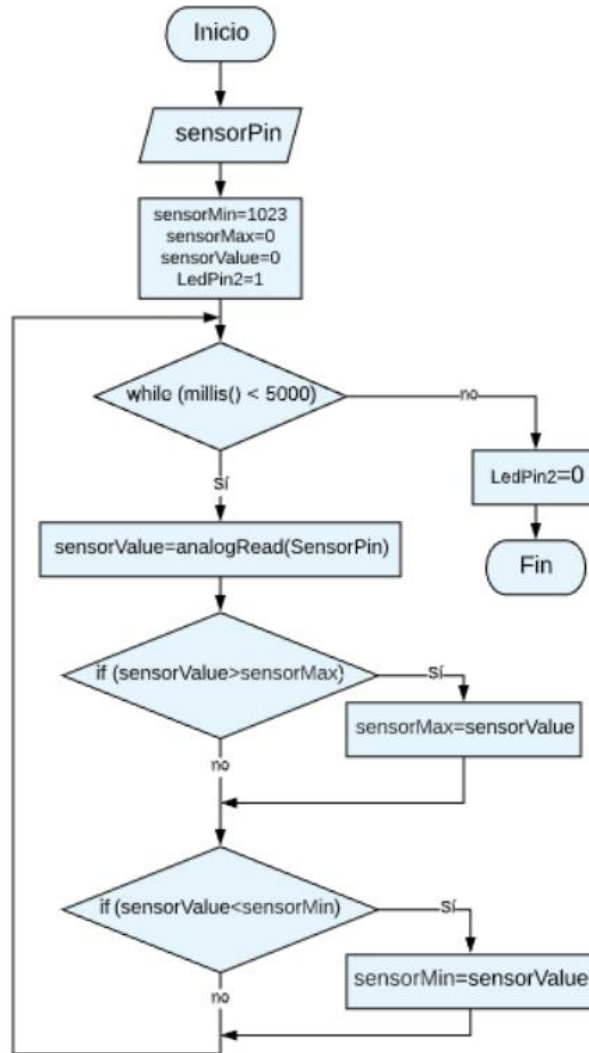 Inicio
sensorPin
sensorMin=1023
sensorMax=0
sensorValue=0
LedPin2=1
while (millis() < 5000)
no
LedPin2=0
Fin
Sí
sensorValue=analogRead(SensorPin)
if (sensorValue>sensorMax)
Sí
sensorMax=sensorValue
no
if (sensorValue<sensorMin)
Sí
sensorMin=sensorValue
no